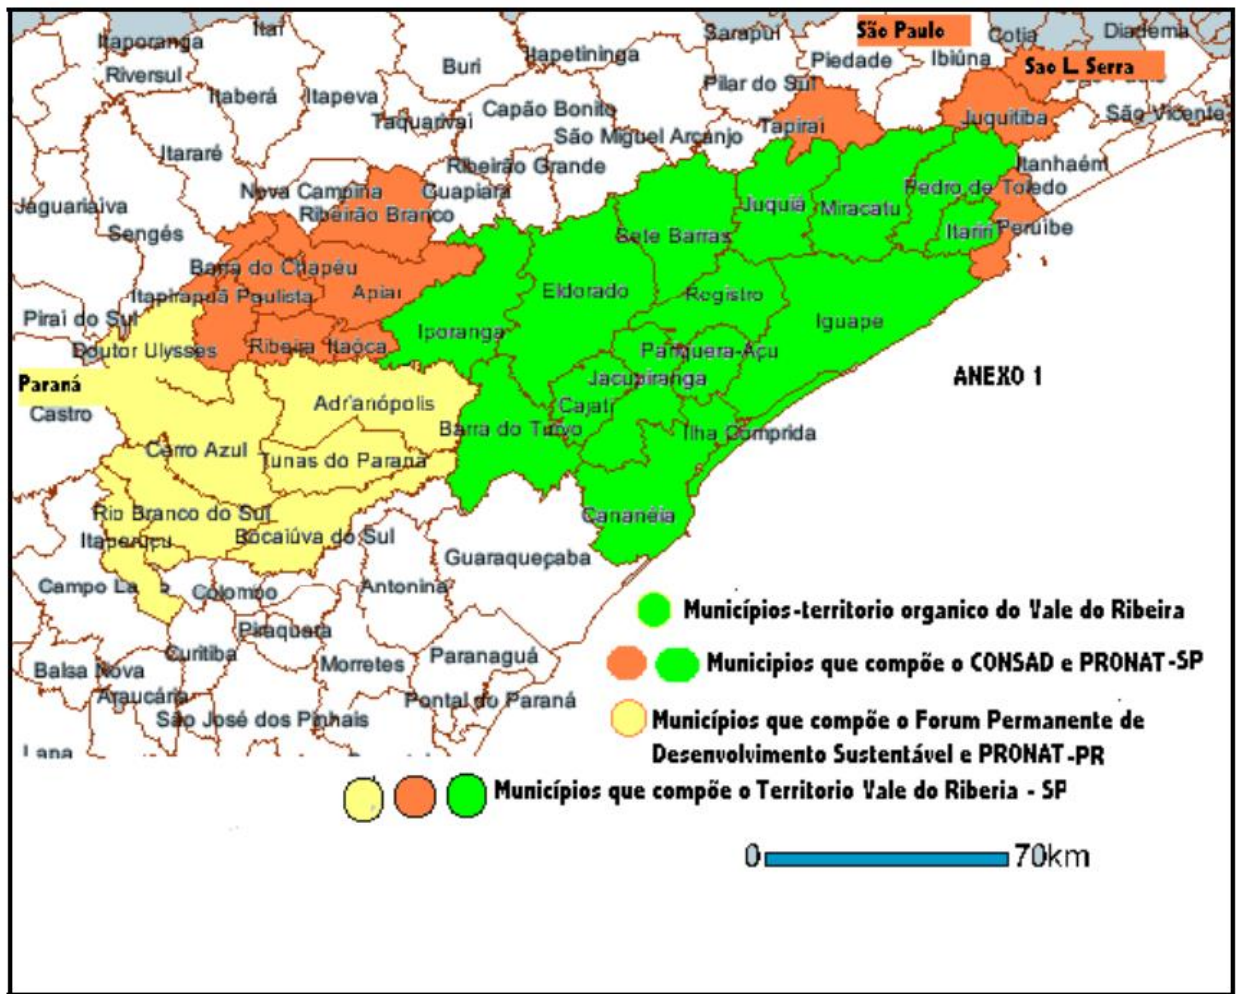 Itaí
São Paulo
Sarapuí
Cotia
Diadema
Itaporanga
Itapetininga
Piedade
Ibiúna
Sao L. Serra
Riversul
Buri
Pilar do Sul
Itaberá
Itapeva
Capão Bonito
São Vicente
Taquarivaí
Tapiraí
Juquitiba
São Miguel Arcanjo
Itararé
Ribeirão Grande
Itanhaém
Nova Campina
Guapiara
Pedro de Toledo
Jaguariaíva
Ribeirão Branco
Juquiá
Miracatu
Sengés
Sete Barras
Itariri
Peruíbe
Barra do Chapéu
Itapirapuã Paulista
Apiaí
Eldorado
Registro
Piraí do Sul
Iporanga
Iguape
Doutor Ulysses
Ribeira
Itaóca
Pariquera-Açu
Paraná
Jacupiranga
ANEXO 1
Castro
Adrianópolis
Cajati
Barra do Turvo
Ilha Comprida
Cerro Azul
Tunas do Paraná
Rio Branco do Sul
Cananéia
Itaperuçu
Bocaiúva do Sul
Guaraqueçaba
Campo La
Colombo
Antonina
Municípios-territorio organico do Vale do Ribeira
Piraquara
Curitiba
Morretes
Paranaguá
Municipios que compõe o CONSAD e PRONAT-SP
Balsa Nova
Araucária
Pontal do Paraná
São José dos Pinhais
Municípios que compõe o Forum Permanente de
Desenvolvimento Sustentável e PRONAT-PR
Municípios que compõe o Territorio Vale do Riberia - SP
0
70km